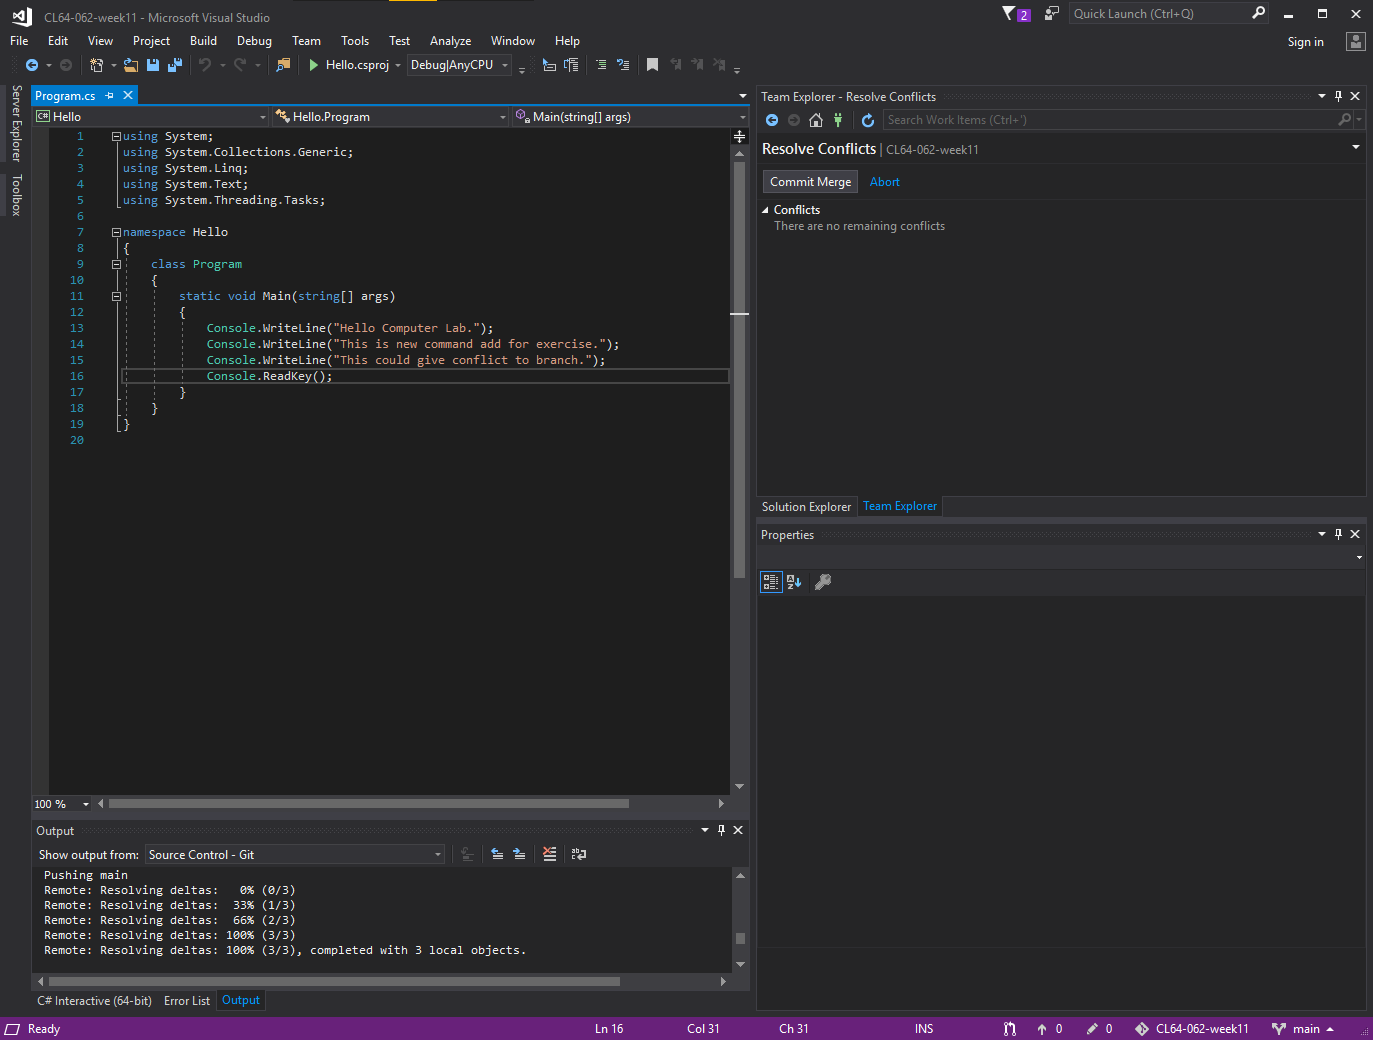 CL64-062-week11 - Microsoft Visual Studio
2
Quick Launch (Ctrl+Q)
File Edit View Project Build Debug Team Tools Test Analyze Window Help
Sign in
Hello.csproj Debug|AnyCPU
Server Explorer
Toolbox
Program.cs
C# Hello Hello.Program Main(string[] args)
1 using System;
2 using System.Collections.Generic;
3 using System.Linq;
4 using System.Text;
5 using System.Threading.Tasks;
6
7 namespace Hello
8 {
9 class Program
10 {
11 static void Main(string[] args)
12 {
13 Console.WriteLine("Hello Computer Lab.");
14 Console.WriteLine("This is new command add for exercise.");
15 Console.WriteLine("This could give conflict to branch.");
16 Console.ReadKey();
17 }
18 }
19 }
20
100 %
Output
Show output from: Source Control - Git
Pushing main
Remote: Resolving deltas: 0% (0/3)
Remote: Resolving deltas: 33% (1/3)
Remote: Resolving deltas: 66% (2/3)
Remote: Resolving deltas: 100% (3/3)
Remote: Resolving deltas: 100% (3/3), completed with 3 local objects.
C# Interactive (64-bit) Error List Output
Team Explorer - Resolve Conflicts
Search Work Items (Ctrl+')
Resolve Conflicts | CL64-062-week11
Commit Merge Abort
Conflicts
There are no remaining conflicts
Solution Explorer Team Explorer
Properties
Ready Ln 16 Col 31 Ch 31 INS 0 0 CL64-062-week11 main